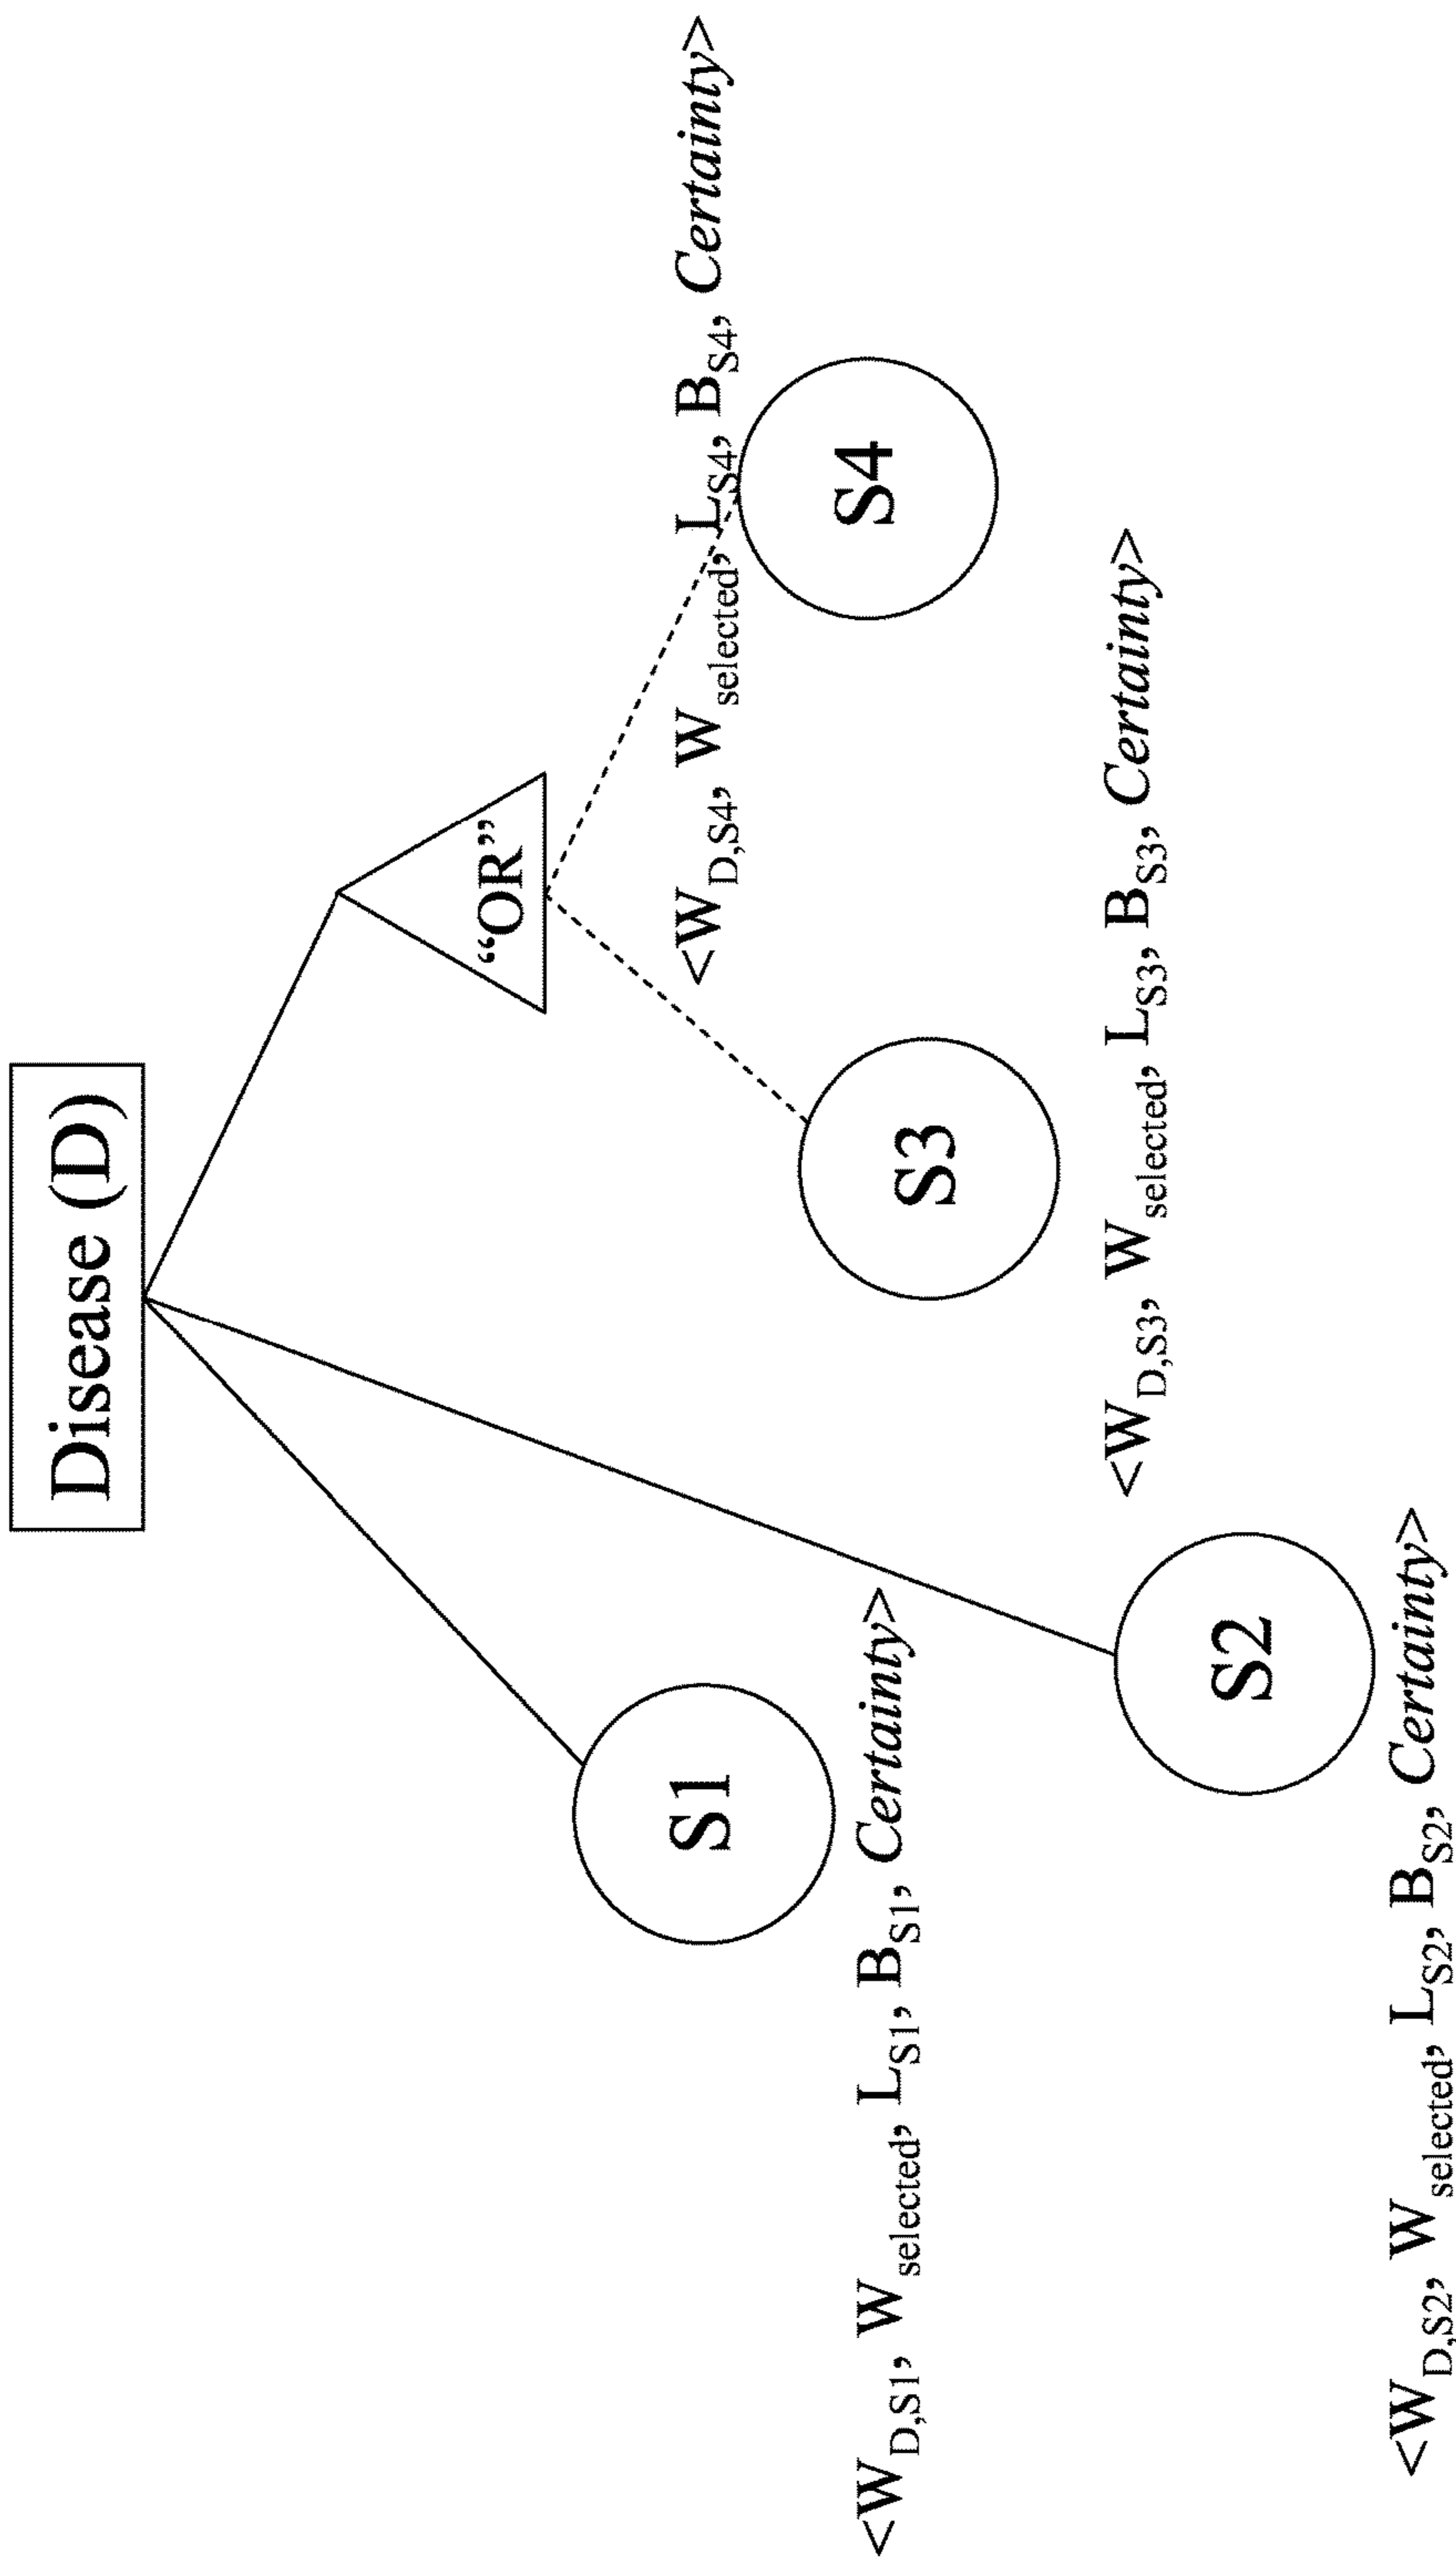 Disease (D)
“OR”
<W_D,S4, W_selected, L_S4, B_S4, Certainty>
S1
S4
<W_D,S1, W_selected, L_S1, B_S1, Certainty>
S3
<W_D,S3, W_selected, L_S3, B_S3, Certainty>
S2
<W_D,S2, W_selected, L_S2, B_S2, Certainty>